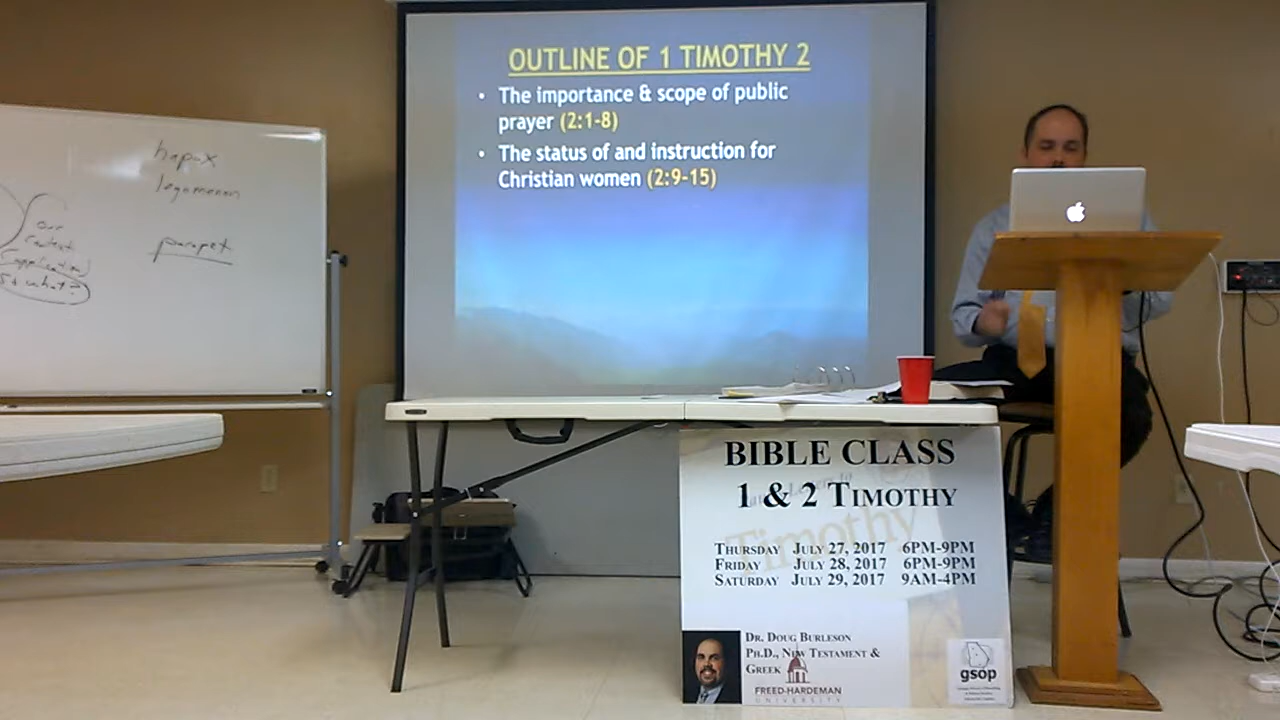 hapax
legomenon
parapet
our
context
(application)
what?
OUTLINE OF 1 TIMOTHY 2
• The importance & scope of public
prayer (2:1-8)
• The status of and instruction for
Christian women (2:9-15)
BIBLE CLASS
1 & 2 TIMOTHY
Timothy
THURSDAY JULY 27, 2017 6PM-9PM
FRIDAY JULY 28, 2017 6PM-9PM
SATURDAY JULY 29, 2017 9AM-4PM
DR. DOUG BURLESON
PH.D., NEW TESTAMENT &
GREEK
FREED-HARDEMAN
UNIVERSITY
gsop